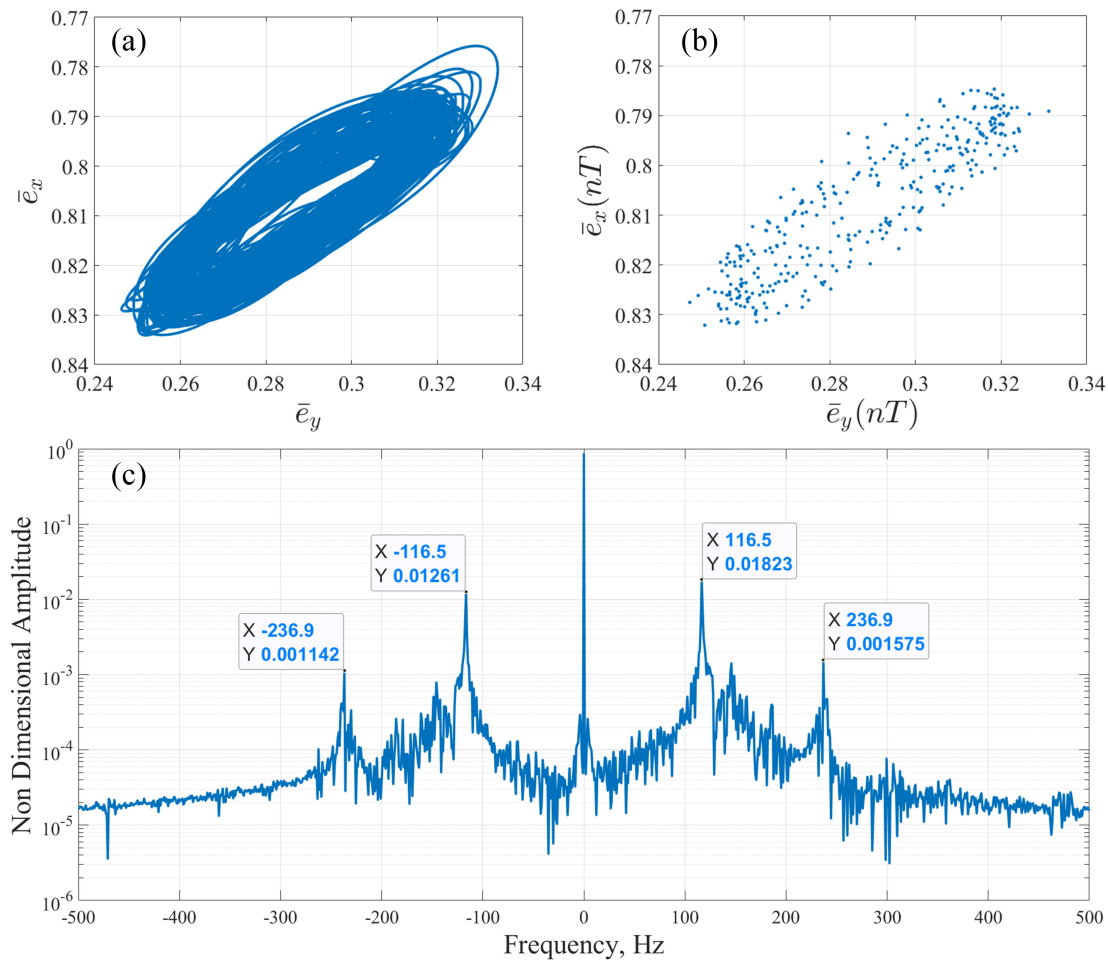 (a)
0.77
0.78
0.79
0.8
0.81
0.82
0.83
0.84
ē_x
0.24 0.26 0.28 0.3 0.32 0.34
ē_y
(b)
0.77
0.78
0.79
0.8
0.81
0.82
0.83
0.84
ē_x(nT)
0.24 0.26 0.28 0.3 0.32 0.34
ē_y(nT)
(c)
10^0
10^-1
10^-2
10^-3
10^-4
10^-5
10^-6
Non Dimensional Amplitude
X -236.9
Y 0.001142
X -116.5
Y 0.01261
X 116.5
Y 0.01823
X 236.9
Y 0.001575
-500 -400 -300 -200 -100 0 100 200 300 400 500
Frequency, Hz